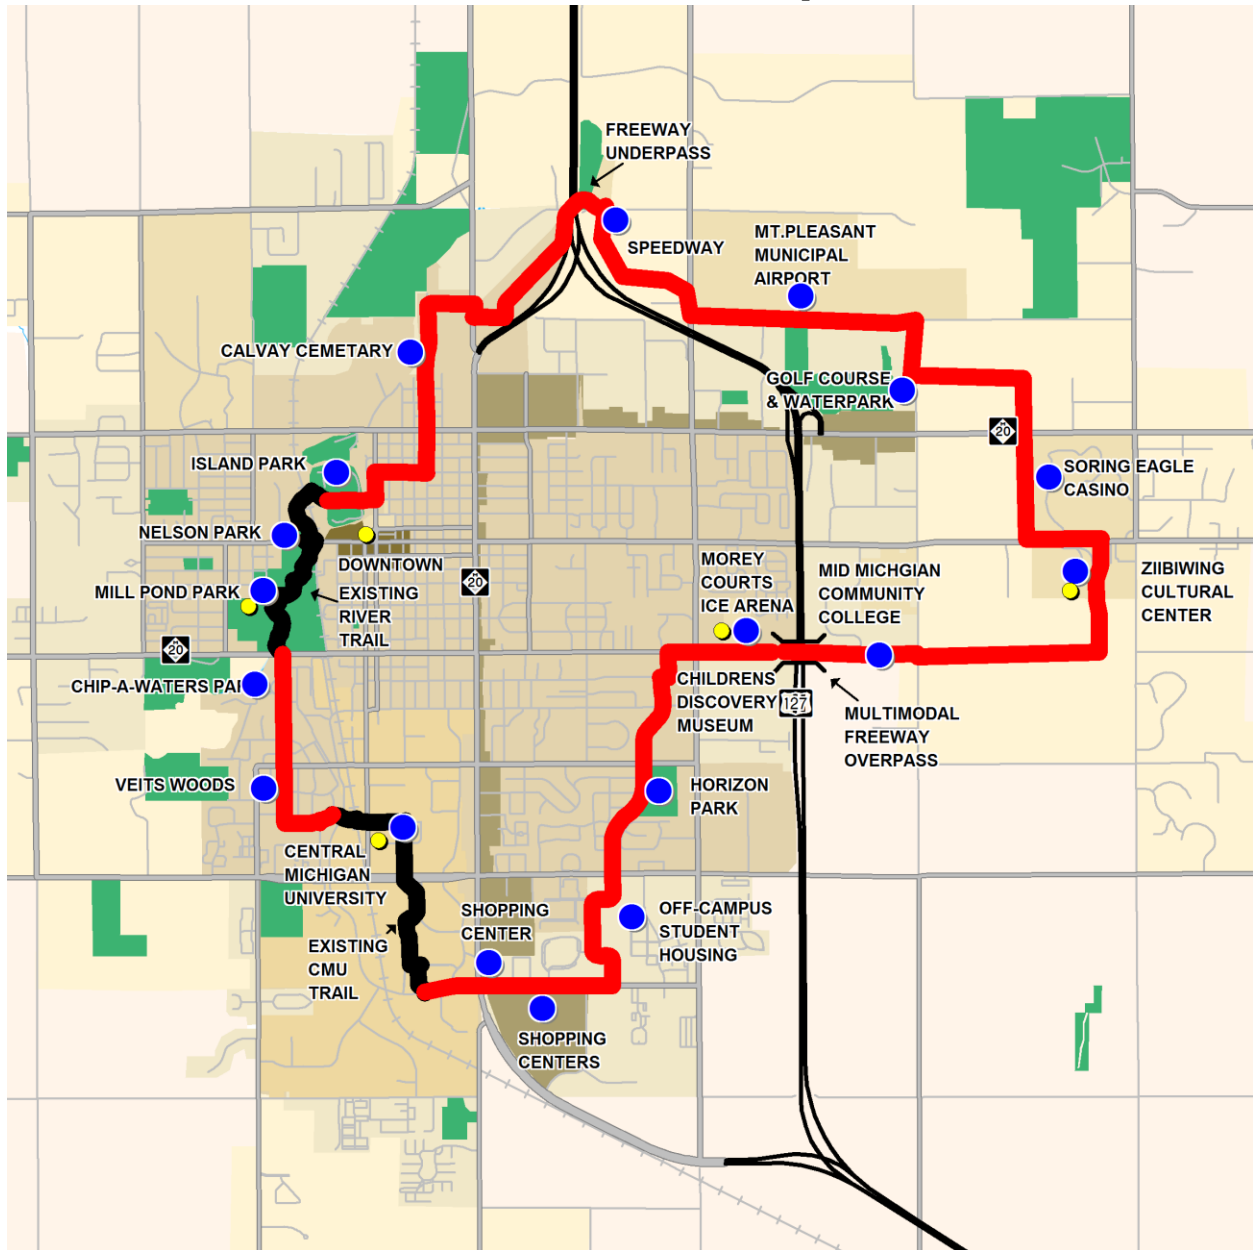 FREEWAY
UNDERPASS
SPEEDWAY
MT.PLEASANT
MUNICIPAL
AIRPORT
CALVAY CEMETARY
GOLF COURSE
& WATERPARK
M
20
ISLAND PARK
SORING EAGLE
CASINO
NELSON PARK
DOWNTOWN
MILL POND PARK
EXISTING
RIVER
TRAIL
M
20
MOREY
COURTS
ICE ARENA
MID MICHGIAN
COMMUNITY
COLLEGE
ZIIBIWING
CULTURAL
CENTER
M
20
CHIP-A-WATERS PAR
CHILDRENS
DISCOVERY
MUSEUM
127
MULTIMODAL
FREEWAY
OVERPASS
VEITS WOODS
HORIZON
PARK
CENTRAL
MICHIGAN
UNIVERSITY
SHOPPING
CENTER
OFF-CAMPUS
STUDENT
HOUSING
EXISTING
CMU
TRAIL
SHOPPING
CENTERS